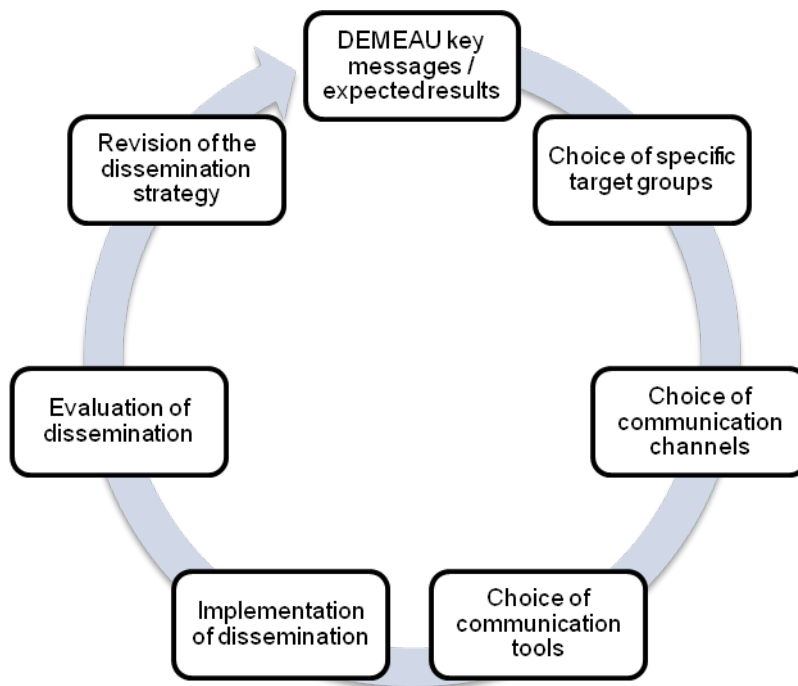 DEMEAU key
messages /
expected results
Choice of specific
target groups
Choice of
communication
channels
Choice of
communication
tools
Implementation
of dissemination
Evaluation of
dissemination
Revision of the
dissemination
strategy